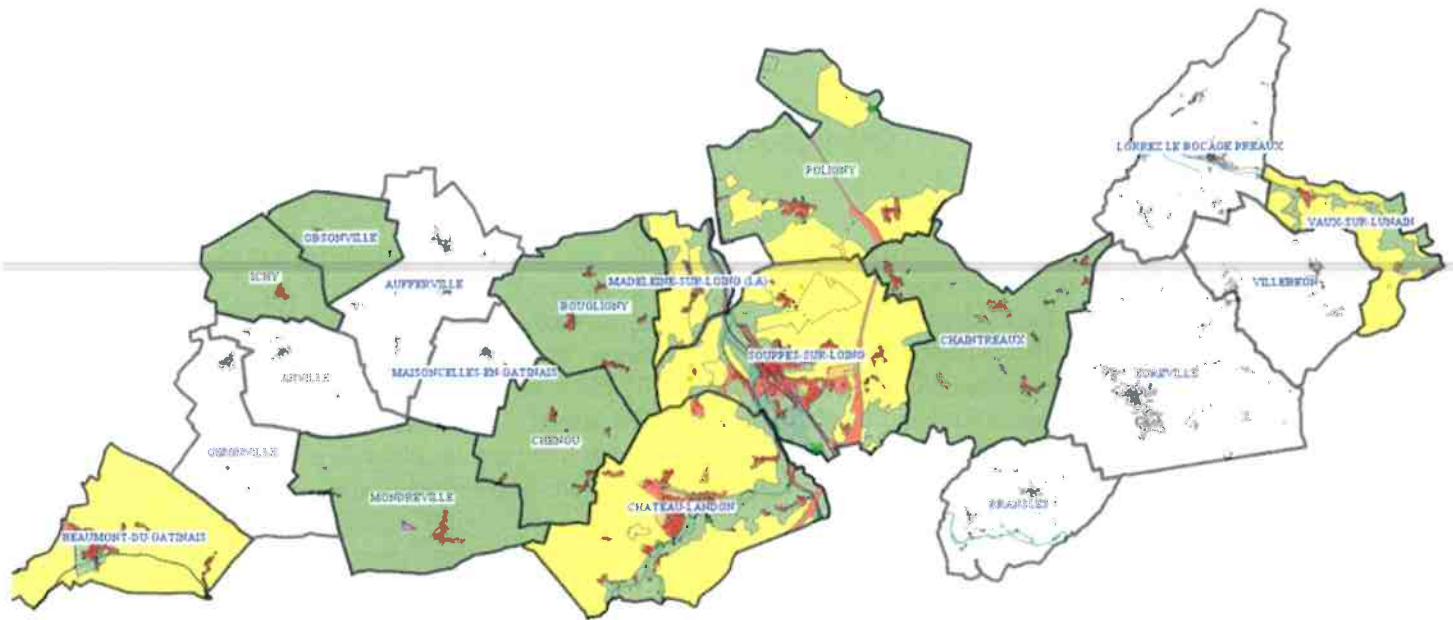 LORREZ LE BOCAGE PREAUX
POLIGNY
VAUX-SUR-LUNAIN
OBSONVILLE
ICHY
AUFFERVILLE
MADELEINE-SUR-LOING (LA)
VILLEBEON
BOUGLIGNY
CHAINTREAUX
SOUPPES-SUR-LOING
MAISONCELLES-EN-GATINAIS
ARVILLE
EGREVILLE
CHENOU
GIRONVILLE
MONDREVILLE
CHATEAU-LANDON
BRANSLES
BEAUMONT-DU-GATINAIS